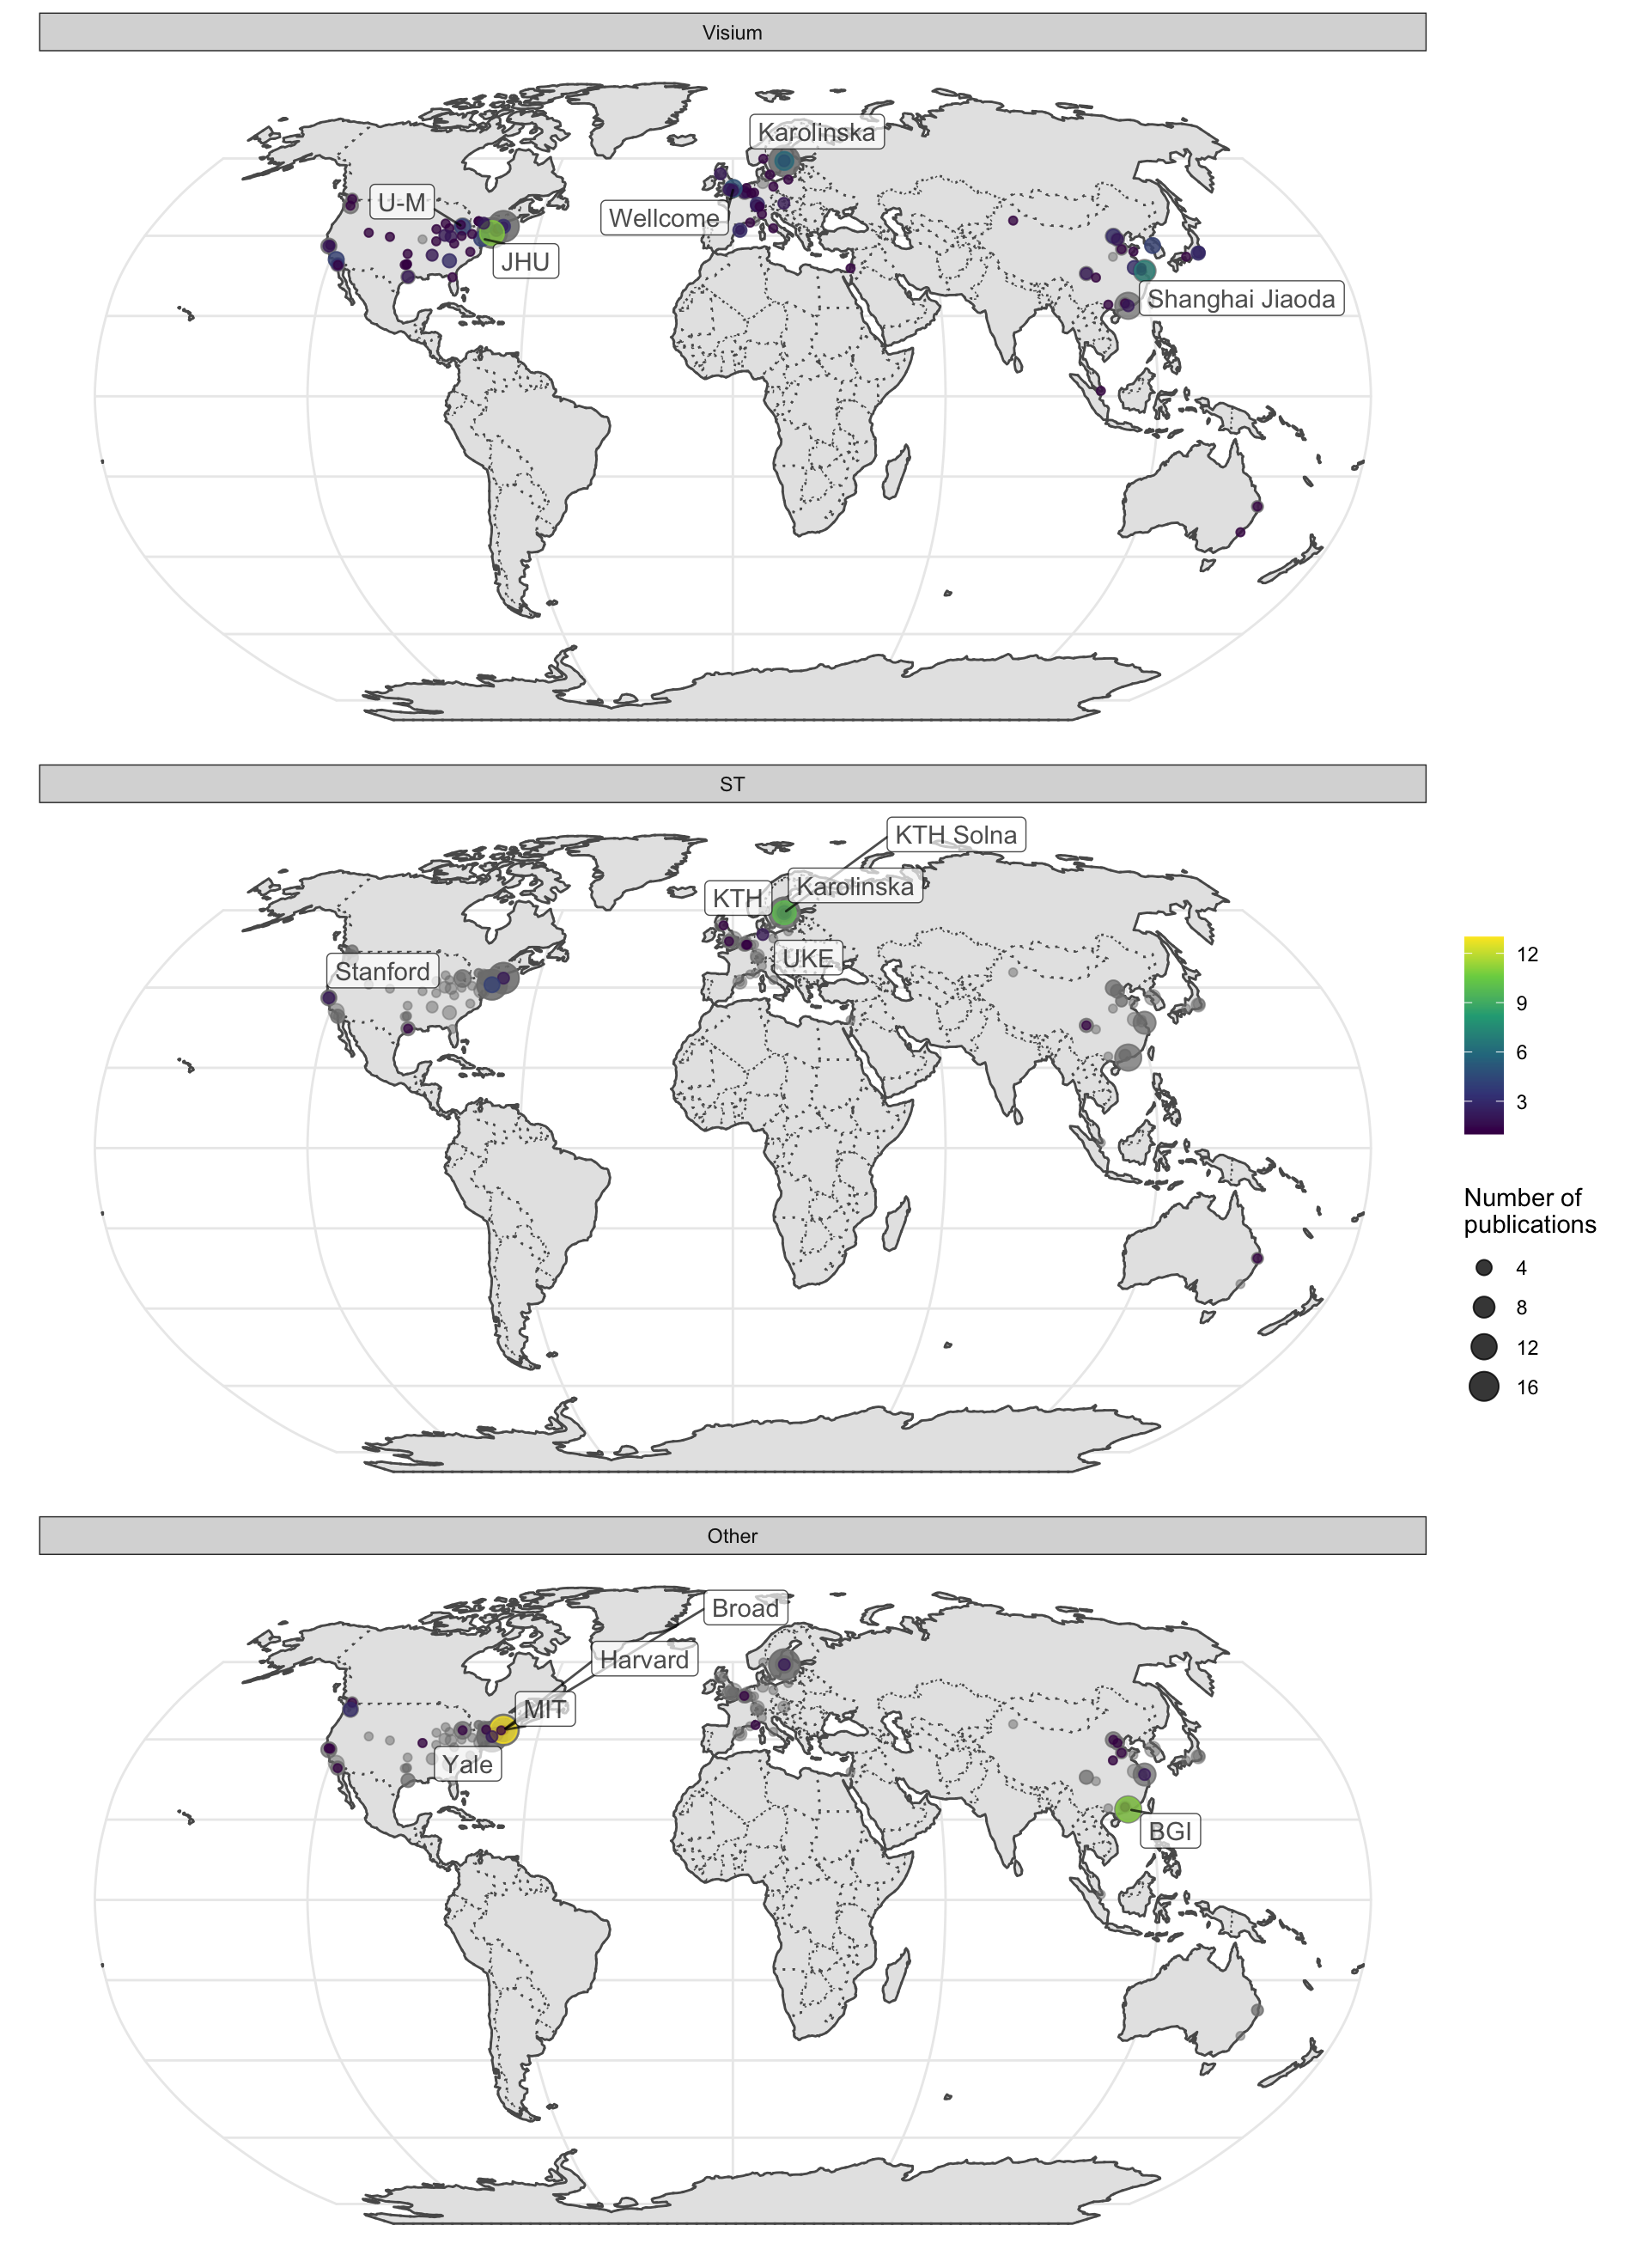 Visium
Karolinska
U-M
Wellcome
JHU
Shanghai Jiaoda
ST
KTH Solna
Karolinska
KTH
UKE
Stanford
12
9
6
3
Number of
publications
4
8
12
16
Other
Broad
Harvard
MIT
Yale
BGI